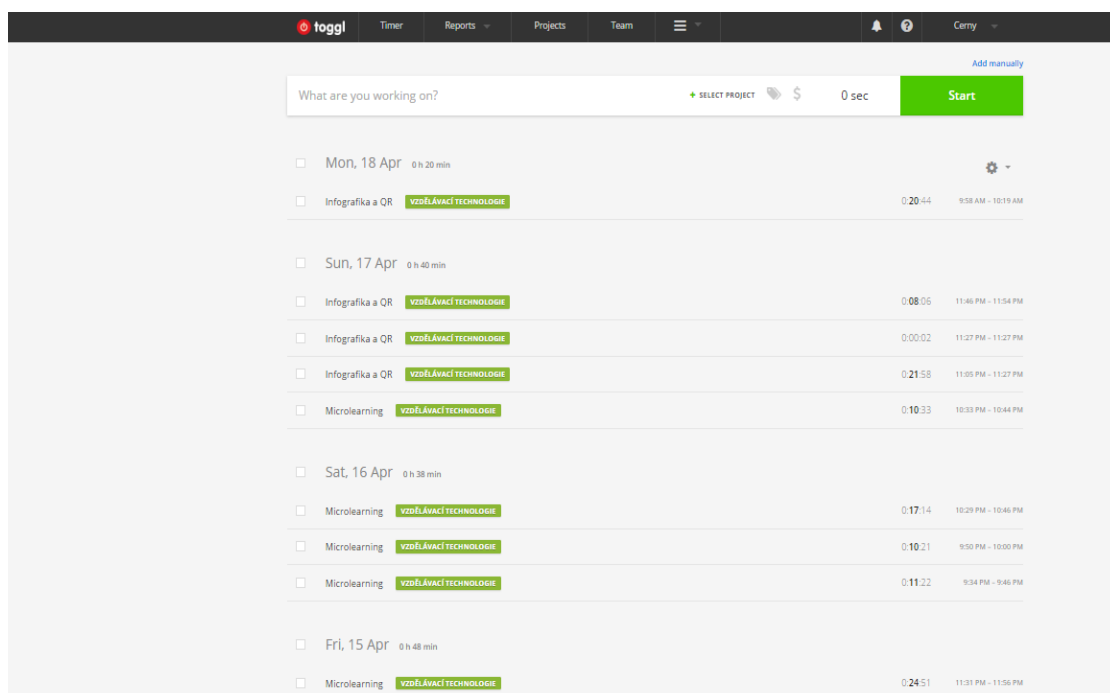 toggl Timer Reports Projects Team Cerny
Add manually
What are you working on? + SELECT PROJECT $ 0 sec Start
Mon, 18 Apr 0 h 20 min
Infografika a QR VZDĚLÁVACÍ TECHNOLOGIE 0:20:44 9:58 AM – 10:19 AM
Sun, 17 Apr 0 h 40 min
Infografika a QR VZDĚLÁVACÍ TECHNOLOGIE 0:08:06 11:46 PM – 11:54 PM
Infografika a QR VZDĚLÁVACÍ TECHNOLOGIE 0:00:02 11:27 PM – 11:27 PM
Infografika a QR VZDĚLÁVACÍ TECHNOLOGIE 0:21:58 11:05 PM – 11:27 PM
Microlearning VZDĚLÁVACÍ TECHNOLOGIE 0:10:33 10:33 PM – 10:44 PM
Sat, 16 Apr 0 h 38 min
Microlearning VZDĚLÁVACÍ TECHNOLOGIE 0:17:14 10:29 PM – 10:46 PM
Microlearning VZDĚLÁVACÍ TECHNOLOGIE 0:10:21 9:50 PM – 10:00 PM
Microlearning VZDĚLÁVACÍ TECHNOLOGIE 0:11:22 9:34 PM – 9:46 PM
Fri, 15 Apr 0 h 48 min
Microlearning VZDĚLÁVACÍ TECHNOLOGIE 0:24:51 11:31 PM – 11:56 PM